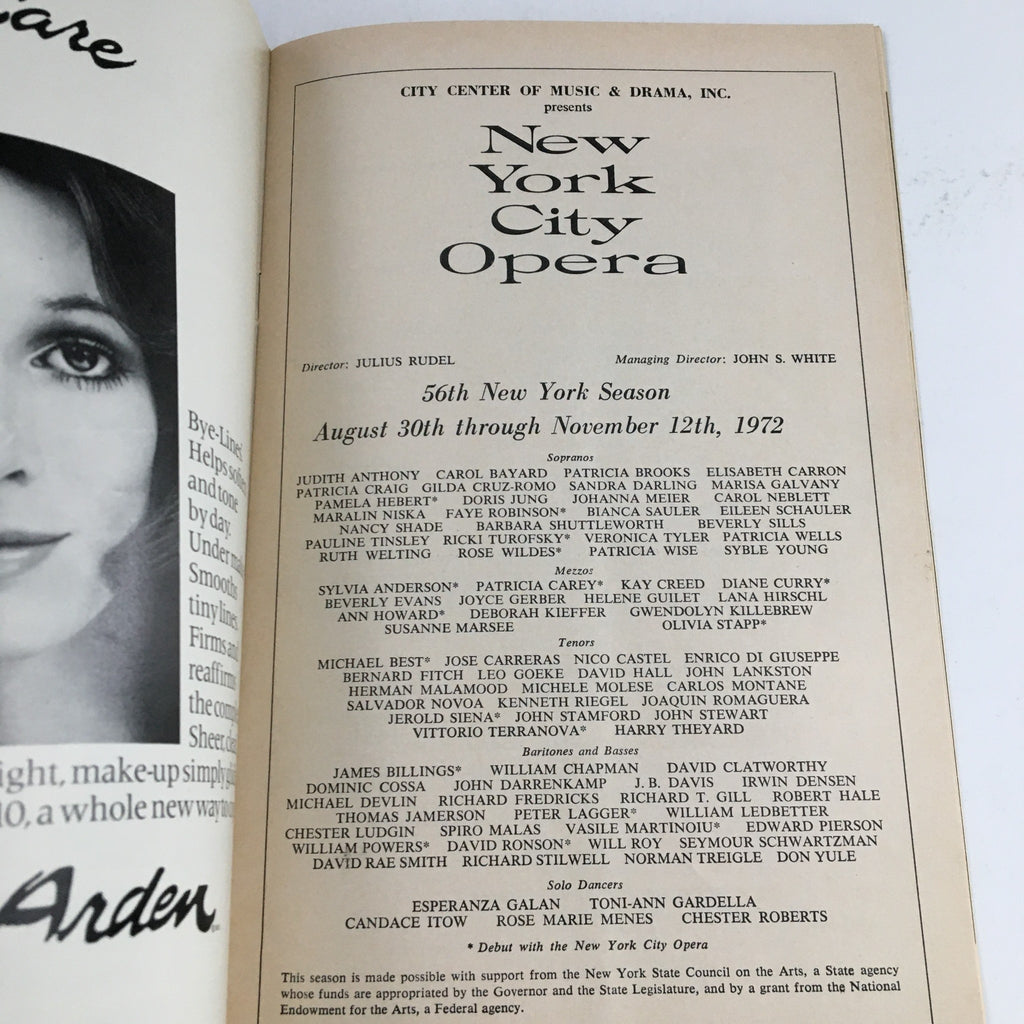 Care
Bye-Lines
Helps soften
and tone
by day.
Under
Smooths
tiny lines
Firms and
reaffirms
the
Sheer,
ight, make-up simply
10, a whole new way to
Arden
CITY CENTER OF MUSIC & DRAMA, INC.
presents
New
York
City
Opera
Director: JULIUS RUDEL Managing Director: JOHN S. WHITE
56th New York Season
August 30th through November 12th, 1972
Sopranos
JUDITH ANTHONY CAROL BAYARD PATRICIA BROOKS ELISABETH CARRON
PATRICIA CRAIG GILDA CRUZ-ROMO SANDRA DARLING MARISA GALVANY
PAMELA HEBERT* DORIS JUNG JOHANNA MEIER CAROL NEBLETT
MARALIN NISKA FAYE ROBINSON* BIANCA SAULER EILEEN SCHAULER
NANCY SHADE BARBARA SHUTTLEWORTH BEVERLY SILLS
PAULINE TINSLEY RICKI TUROFSKY* VERONICA TYLER PATRICIA WELLS
RUTH WELTING ROSE WILDES* PATRICIA WISE SYBLE YOUNG
Mezzos
SYLVIA ANDERSON* PATRICIA CAREY* KAY CREED DIANE CURRY*
BEVERLY EVANS JOYCE GERBER HELENE GUILET LANA HIRSCHL
ANN HOWARD* DEBORAH KIEFFER GWENDOLYN KILLEBREW
SUSANNE MARSEE OLIVIA STAPP*
Tenors
MICHAEL BEST* JOSE CARRERAS NICO CASTEL ENRICO DI GIUSEPPE
BERNARD FITCH LEO GOEKE DAVID HALL JOHN LANKSTON
HERMAN MALAMOOD MICHELE MOLESE CARLOS MONTANE
SALVADOR NOVOA KENNETH RIEGEL JOAQUIN ROMAGUERA
JEROLD SIENA* JOHN STAMFORD JOHN STEWART
VITTORIO TERRANOVA* HARRY THEYARD
Baritones and Basses
JAMES BILLINGS* WILLIAM CHAPMAN DAVID CLATWORTHY
DOMINIC COSSA JOHN DARRENKAMP J. B. DAVIS IRWIN DENSEN
MICHAEL DEVLIN RICHARD FREDRICKS RICHARD T. GILL ROBERT HALE
THOMAS JAMERSON PETER LAGGER* WILLIAM LEDBETTER
CHESTER LUDGIN SPIRO MALAS VASILE MARTINOIU* EDWARD PIERSON
WILLIAM POWERS* DAVID RONSON* WILL ROY SEYMOUR SCHWARTZMAN
DAVID RAE SMITH RICHARD STILWELL NORMAN TREIGLE DON YULE
Solo Dancers
ESPERANZA GALAN TONI-ANN GARDELLA
CANDACE ITOW ROSE MARIE MENES CHESTER ROBERTS
* Debut with the New York City Opera
This season is made possible with support from the New York State Council on the Arts, a State agency
whose funds are appropriated by the Governor and the State Legislature, and by a grant from the National
Endowment for the Arts, a Federal agency.